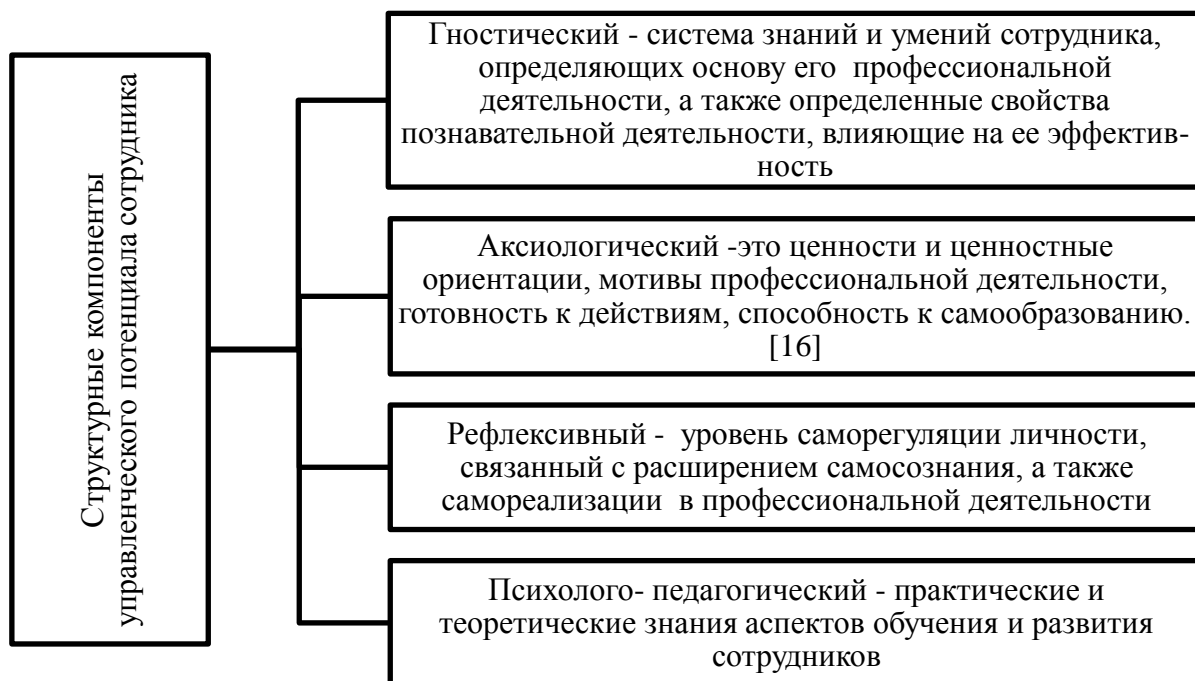 Структурные компоненты
управленческого потенциала сотрудника
Гностический - система знаний и умений сотрудника,
определяющих основу его  профессиональной
деятельности, а также определенные свойства
познавательной деятельности, влияющие на ее эффектив-
ность
Аксиологический -это ценности и ценностные
ориентации, мотивы профессиональной деятельности,
готовность к действиям, способность к самообразованию.
[16]
Рефлексивный -  уровень саморегуляции личности,
связанный с расширением самосознания, а также
самореализации  в профессиональной деятельности
Психолого- педагогический - практические и
теоретические знания аспектов обучения и развития
сотрудников